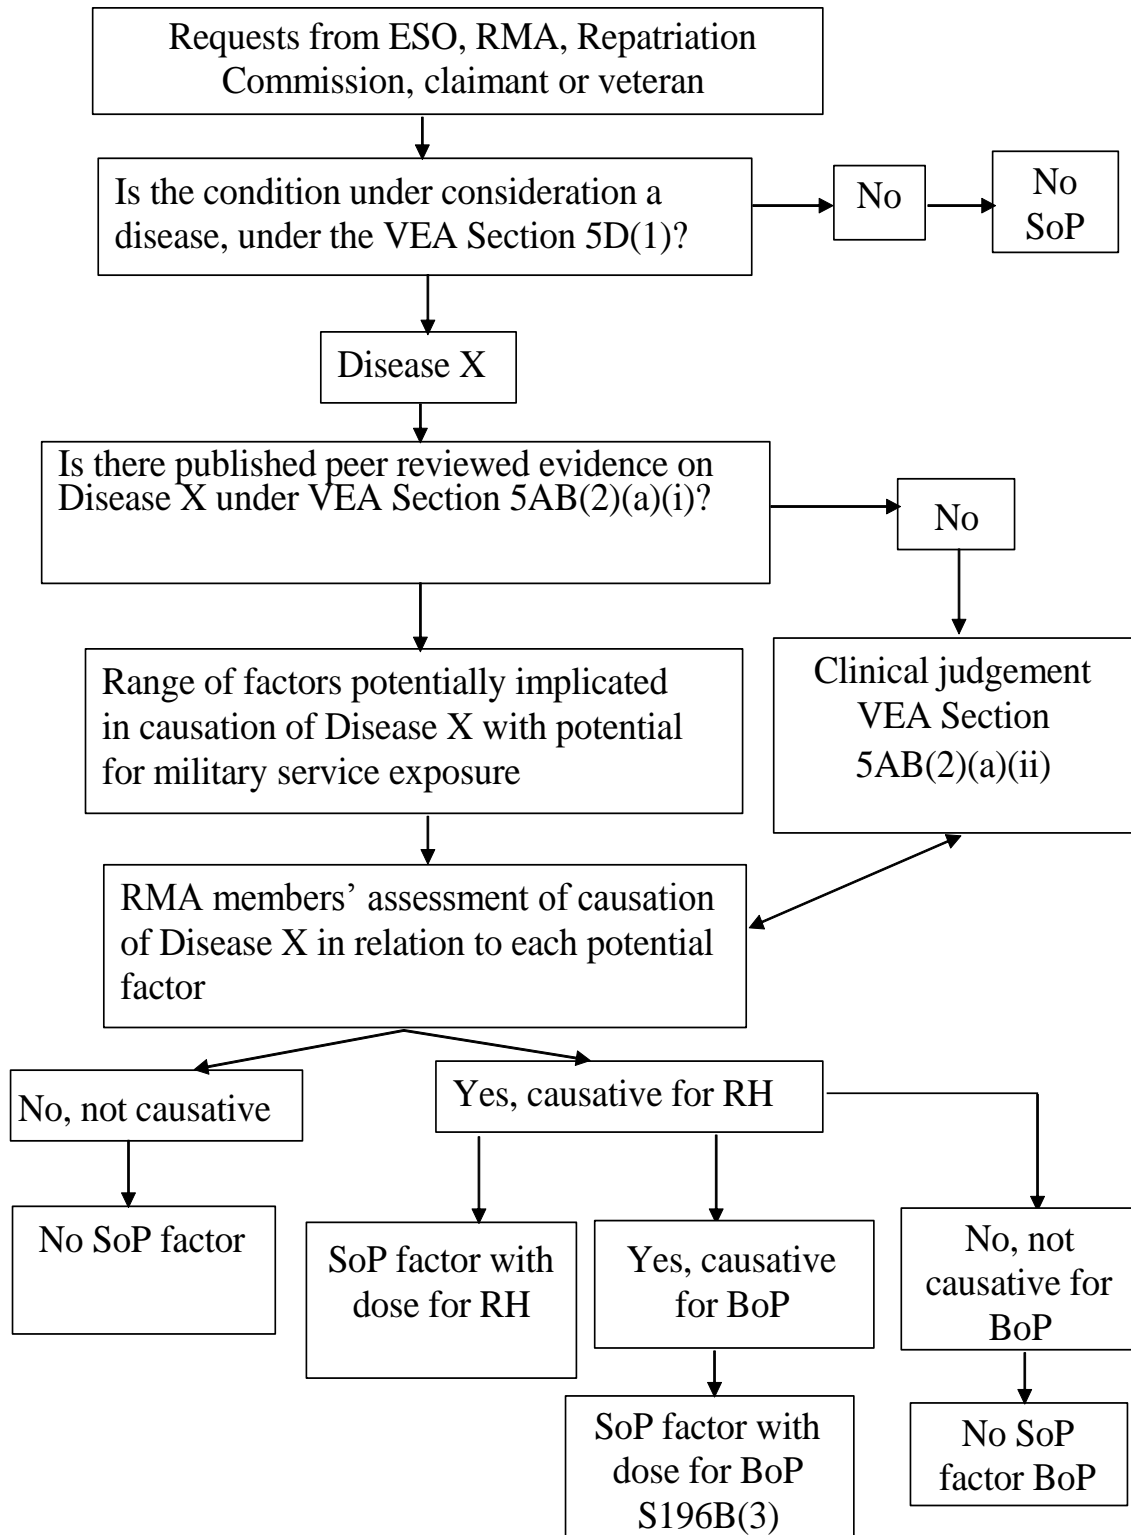 Requests from ESO, RMA, Repatriation
Commission, claimant or veteran
Is the condition under consideration a
disease, under the VEA Section 5D(1)?
No
No
SoP
Disease X
Is there published peer reviewed evidence on
Disease X under VEA Section 5AB(2)(a)(i)?
No
Range of factors potentially implicated
in causation of Disease X with potential
for military service exposure
Clinical judgement
VEA Section
5AB(2)(a)(ii)
RMA members’ assessment of causation
of Disease X in relation to each potential
factor
No, not causative
Yes, causative for RH
No SoP factor
SoP factor with
dose for RH
Yes, causative
for BoP
No, not
causative for
BoP
SoP factor with
dose for BoP
S196B(3)
No SoP
factor BoP